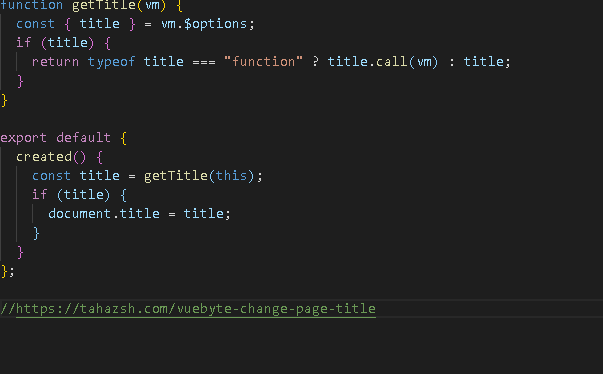 function getTitle(vm) {
  const { title } = vm.$options;
  if (title) {
    return typeof title === "function" ? title.call(vm) : title;
  }
}

export default {
  created() {
    const title = getTitle(this);
    if (title) {
      document.title = title;
    }
  }
};

//https://tahazsh.com/vuebyte-change-page-title